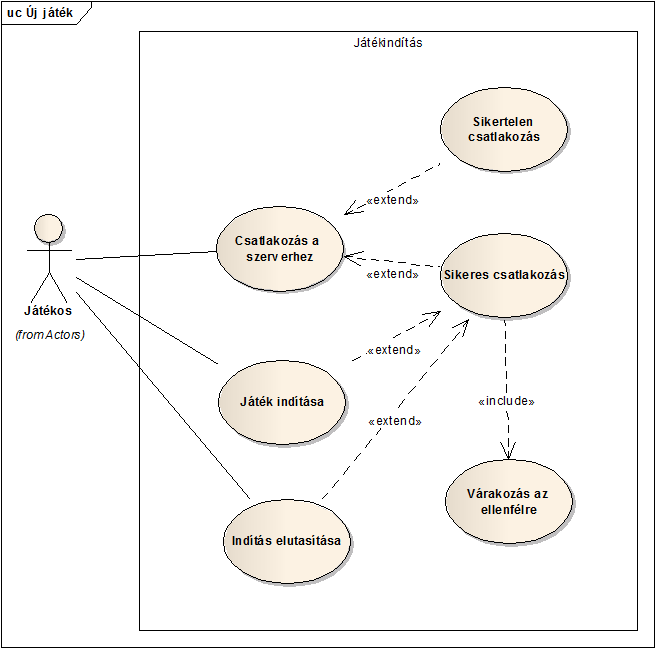 uc Új játék
Játékindítás
Sikertelen
csatlakozás
«extend»
Csatlakozás a
szerverhez
Sikeres csatlakozás
«extend»
Játékos
(from Actors)
«extend»
Játék indítása
«include»
«extend»
Várakozás az
ellenfélre
Indítás elutasítása